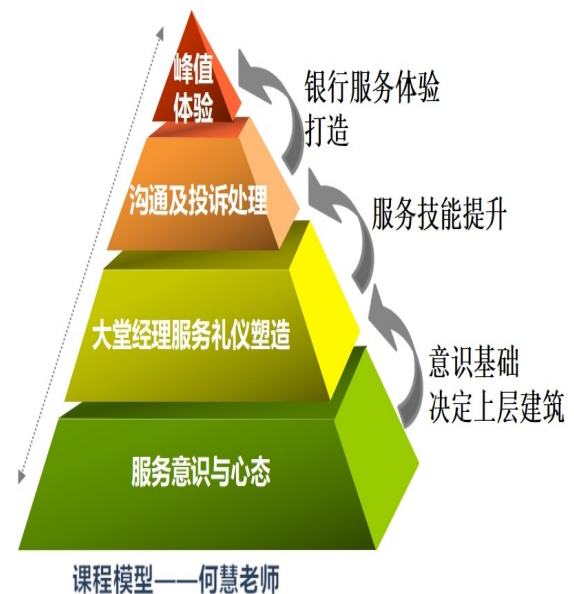 峰值
体验
银行服务体验
打造
沟通及投诉处理
服务技能提升
大堂经理服务礼仪塑造
意识基础
决定上层建筑
服务意识与心态
课程模型——何慧老师